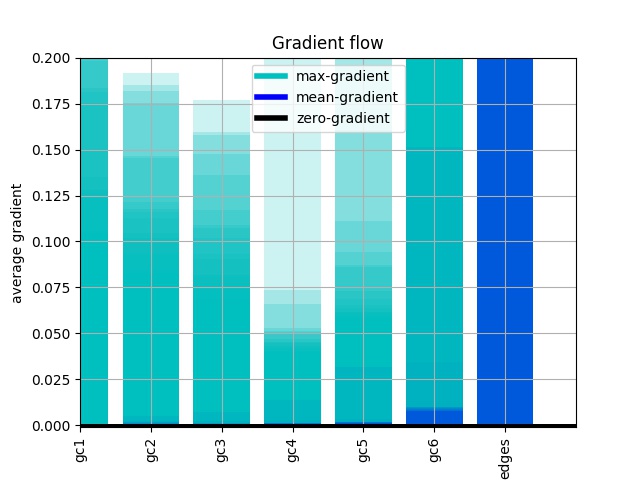 Gradient flow
max-gradient
mean-gradient
zero-gradient
average gradient
0.200
0.175
0.150
0.125
0.100
0.075
0.050
0.025
0.000
gc1
gc2
gc3
gc4
gc5
gc6
edges